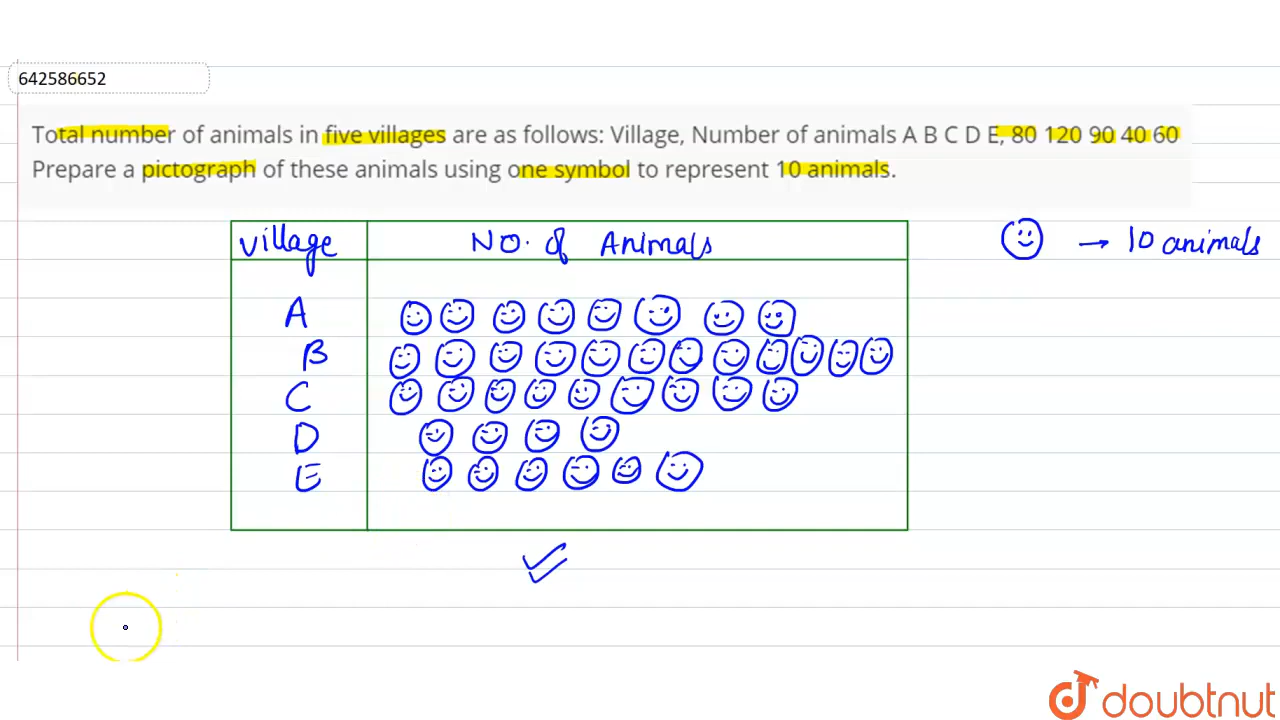 642586652
Total number of animals in five villages are as follows: Village, Number of animals A B C D E, 80 120 90 40 60
Prepare a pictograph of these animals using one symbol to represent 10 animals.
Village No. of Animals
→ 10 animals
A
B
C
D
E
doubtnut